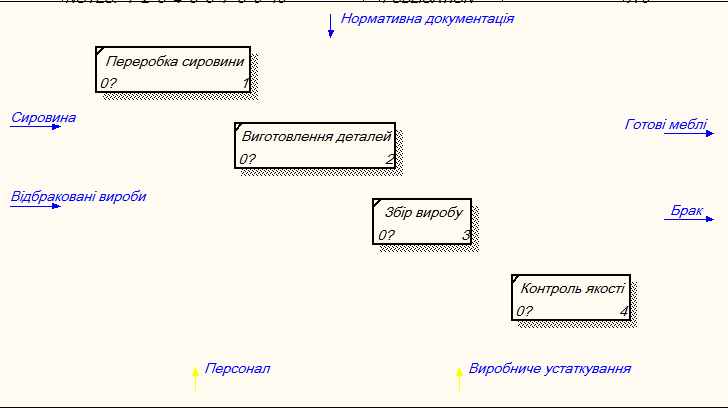 Нормативна документація
Переробка сировини
0? 1
Сировина
Виготовлення деталей
0? 2
Готові меблі
Відбраковані вироби
Збір виробу
0? 3
Брак
Контроль якості
0? 4
Персонал
Виробниче устаткування